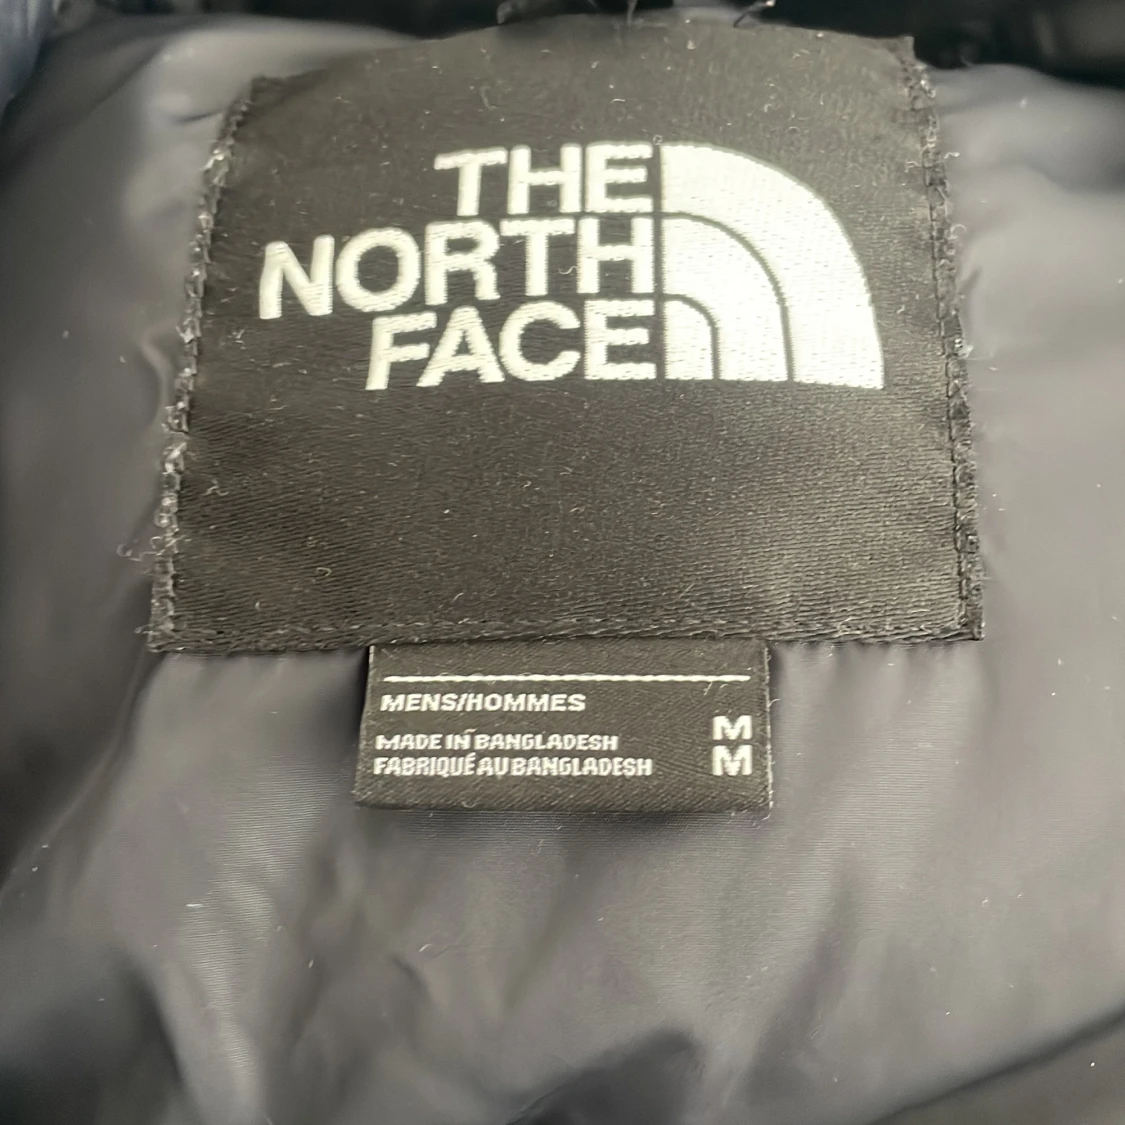 THE
NORTH
FACE
MENS/HOMMES
M
MADE IN BANGLADESH
FABRIQUÉ AU BANGLADESH
M